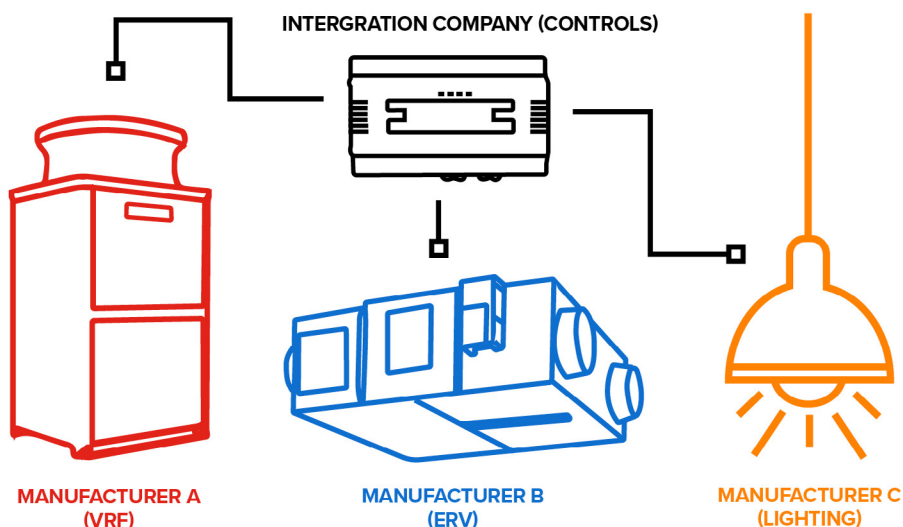 INTERGRATION COMPANY (CONTROLS)
MANUFACTURER A
(VRF)
MANUFACTURER B
(ERV)
MANUFACTURER C
(LIGHTING)